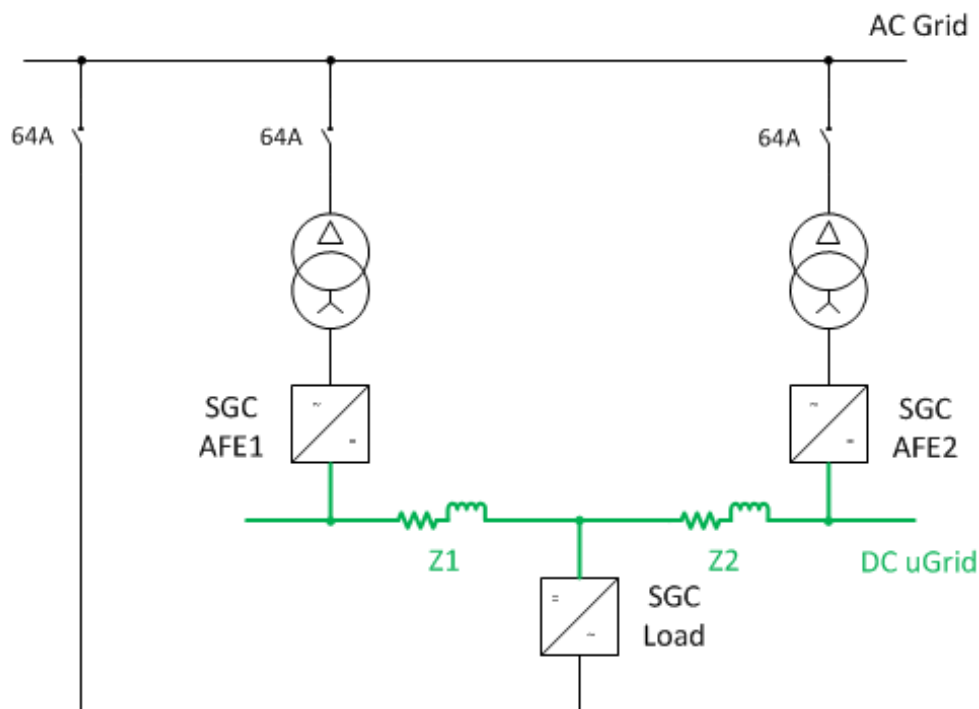 AC Grid
64A
64A
64A
SGC
AFE1
~
=
SGC
AFE2
~
=
Z1
Z2
DC uGrid
=
~
SGC
Load